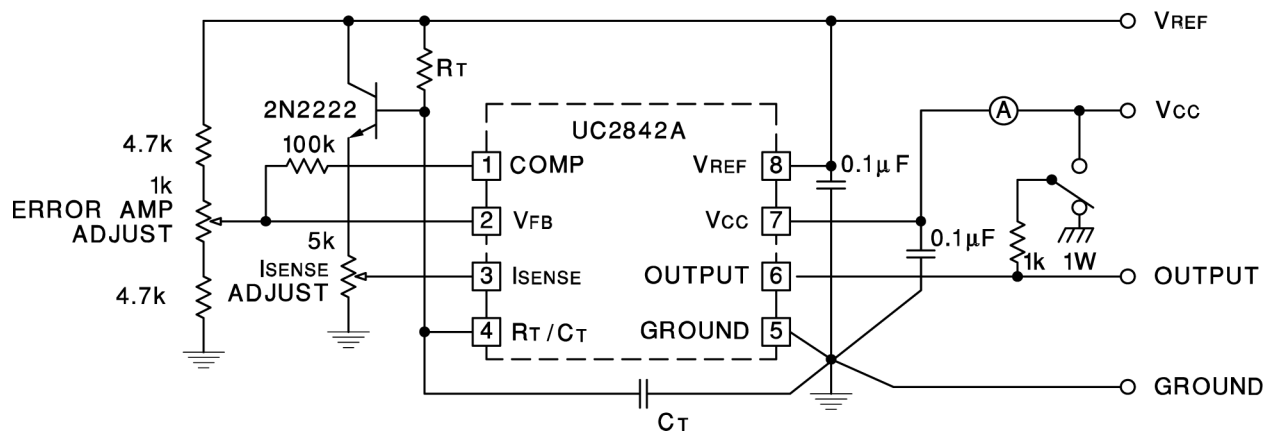 VREF
RT
2N2222
UC2842A
VCC
A
4.7k
100k
1 COMP
VREF 8
0.1µF
1k
ERROR AMP
ADJUST
2 VFB
VCC 7
0.1µF
5k
ISENSE
ADJUST
3 ISENSE
OUTPUT 6
1k
1W
OUTPUT
4.7k
4 RT/CT
GROUND 5
GROUND
CT